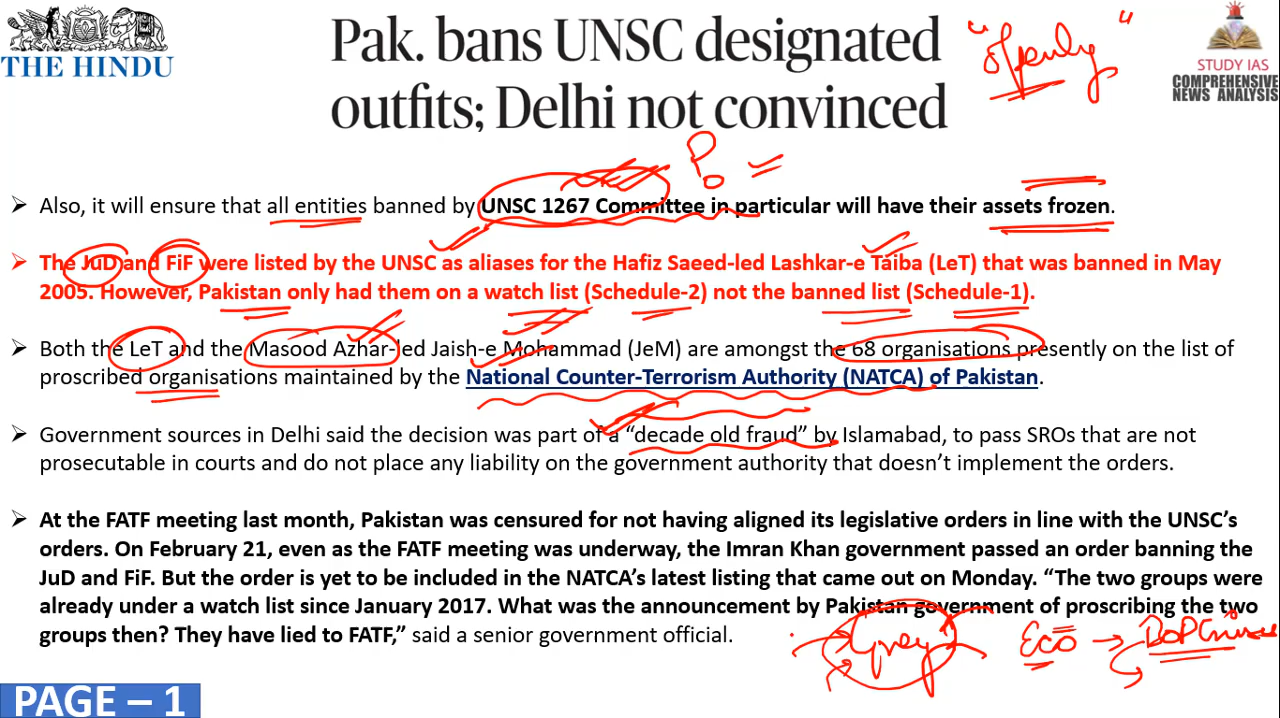 THE HINDU
Pak. bans UNSC designated
outfits; Delhi not convinced
"openly"
STUDY IAS
COMPREHENSIVE
NEWS ANALYSIS
➢ Also, it will ensure that all entities banned by UNSC 1267 Committee in particular will have their assets frozen.
➢ The JuD and FiF were listed by the UNSC as aliases for the Hafiz Saeed-led Lashkar-e Taiba (LeT) that was banned in May
2005. However, Pakistan only had them on a watch list (Schedule-2) not the banned list (Schedule-1).
➢ Both the LeT and the Masood Azhar-led Jaish-e Mohammad (JeM) are amongst the 68 organisations presently on the list of
proscribed organisations maintained by the National Counter-Terrorism Authority (NATCA) of Pakistan.
➢ Government sources in Delhi said the decision was part of a “decade old fraud” by Islamabad, to pass SROs that are not
prosecutable in courts and do not place any liability on the government authority that doesn’t implement the orders.
➢ At the FATF meeting last month, Pakistan was censured for not having aligned its legislative orders in line with the UNSC’s
orders. On February 21, even as the FATF meeting was underway, the Imran Khan government passed an order banning the
JuD and FiF. But the order is yet to be included in the NATCA’s latest listing that came out on Monday. “The two groups were
already under a watch list since January 2017. What was the announcement by Pakistan government of proscribing the two
groups then? They have lied to FATF,” said a senior government official.
Grey Eco → BoP Crisis
PAGE – 1